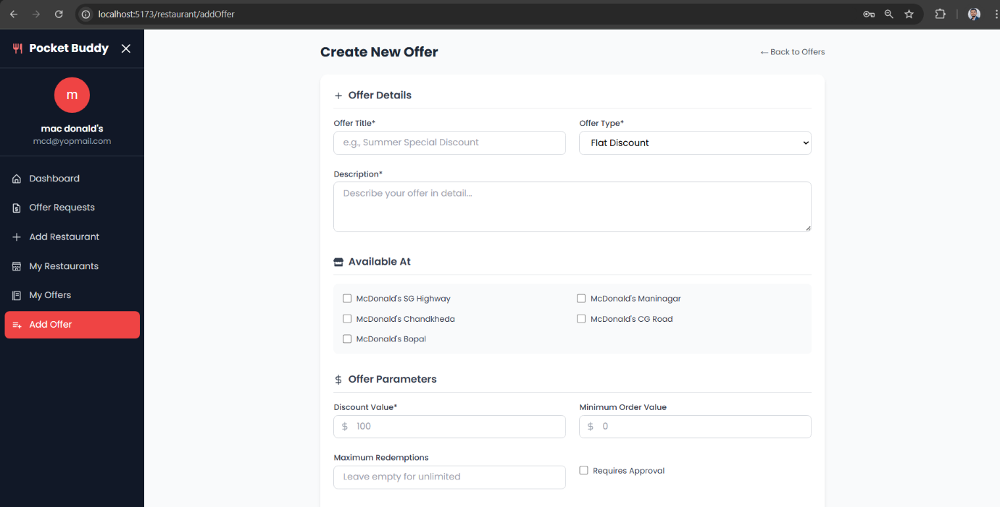 localhost:5173/restaurant/addOffer
Pocket Buddy
m
mac donald's
mcd@yopmail.com
Dashboard
Offer Requests
Add Restaurant
My Restaurants
My Offers
Add Offer
Create New Offer
← Back to Offers
Offer Details
Offer Title* Offer Type*
e.g., Summer Special Discount Flat Discount
Description*
Describe your offer in detail...
Available At
McDonald's SG Highway McDonald's Maninagar
McDonald's Chandkheda McDonald's CG Road
McDonald's Bopal
$ Offer Parameters
Discount Value* Minimum Order Value
$ 100 $ 0
Maximum Redemptions
Leave empty for unlimited Requires Approval